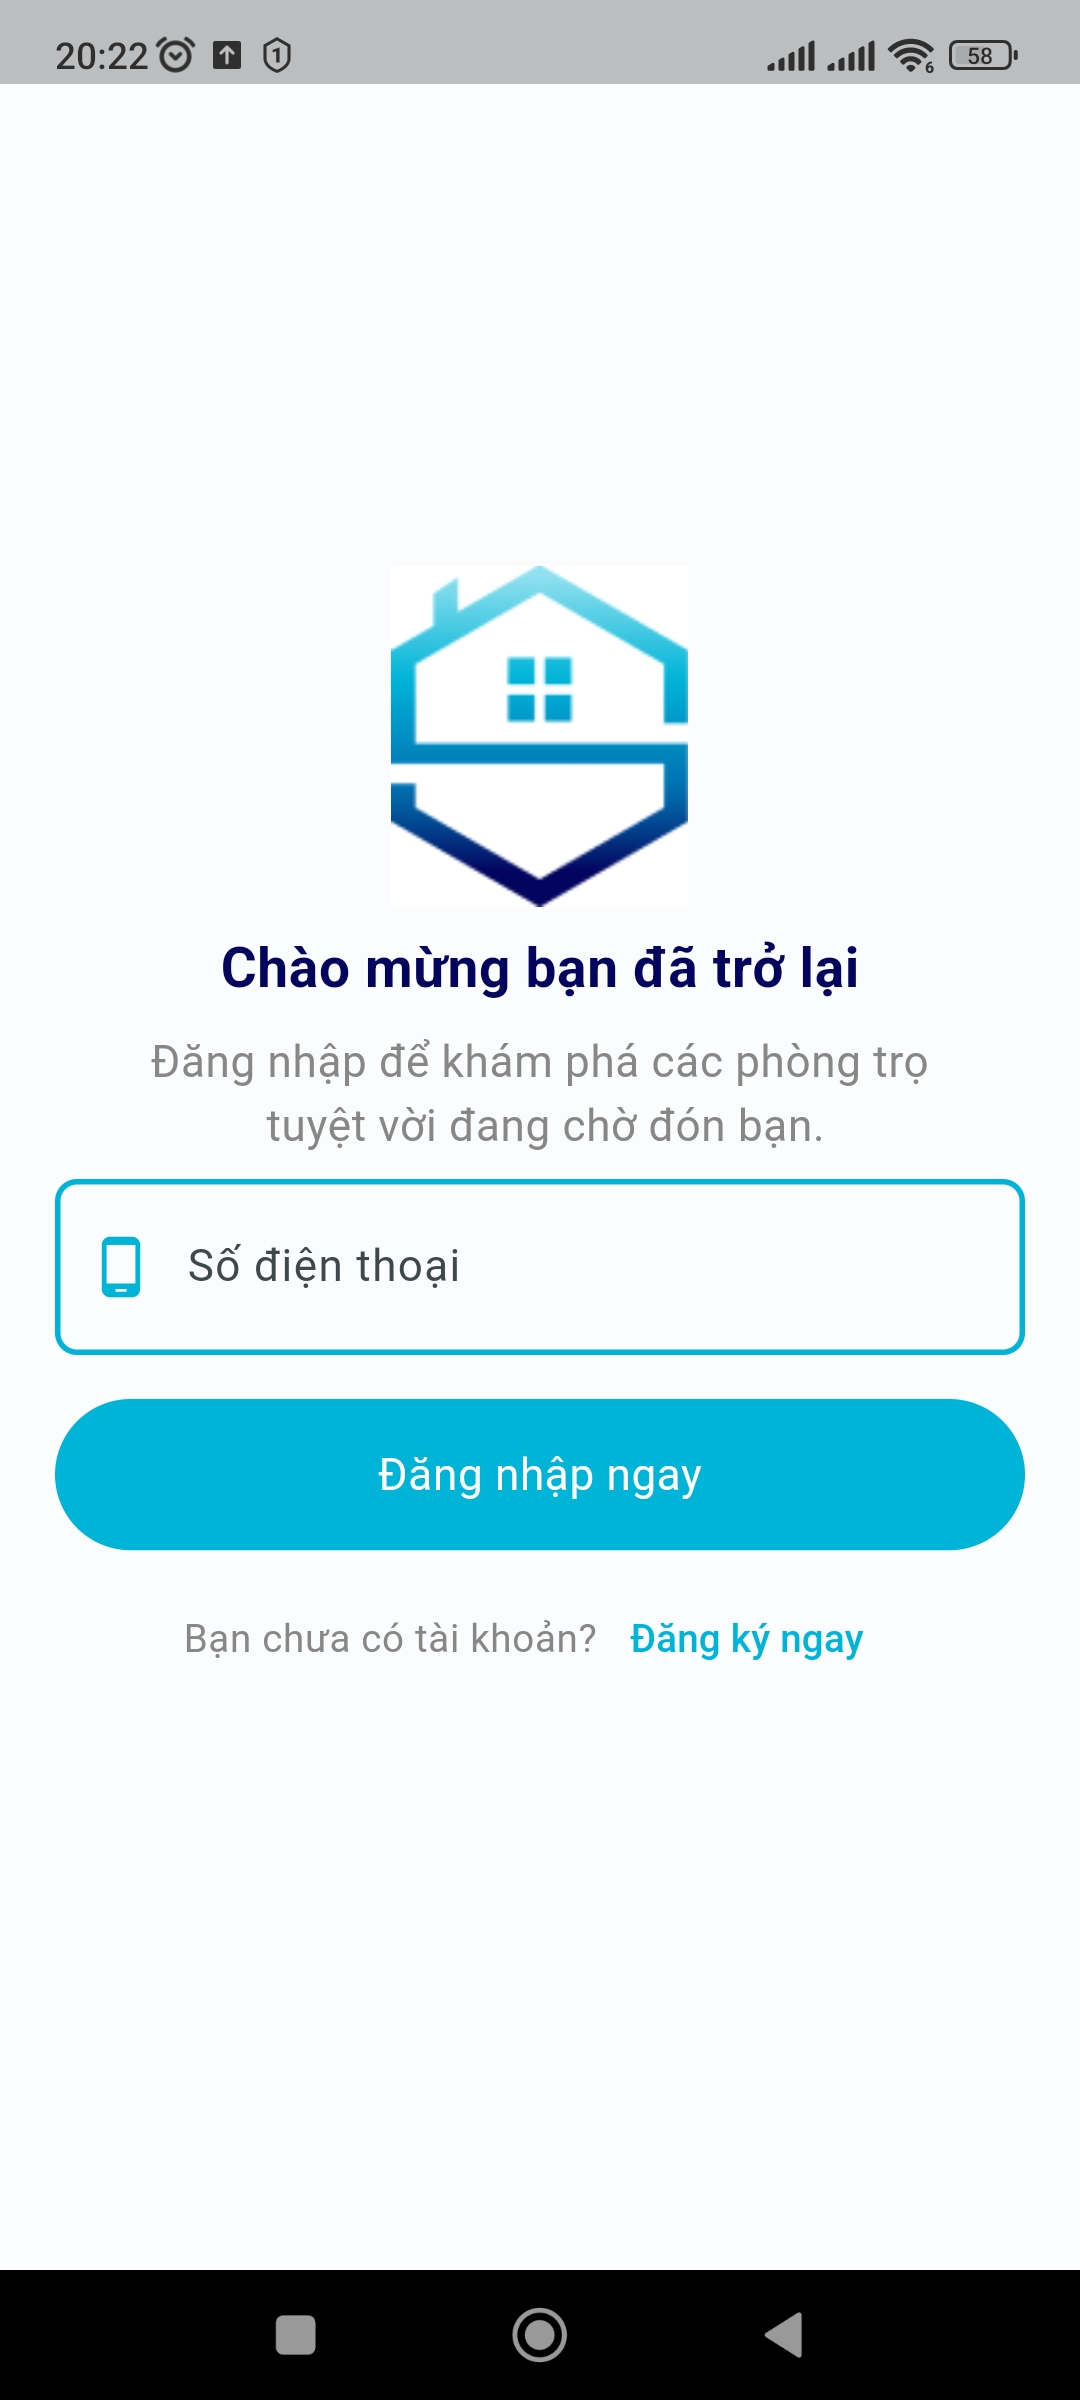 20:22
58
Chào mừng bạn đã trở lại
Đăng nhập để khám phá các phòng trọ
tuyệt vời đang chờ đón bạn.
Số điện thoại
Đăng nhập ngay
Bạn chưa có tài khoản? Đăng ký ngay